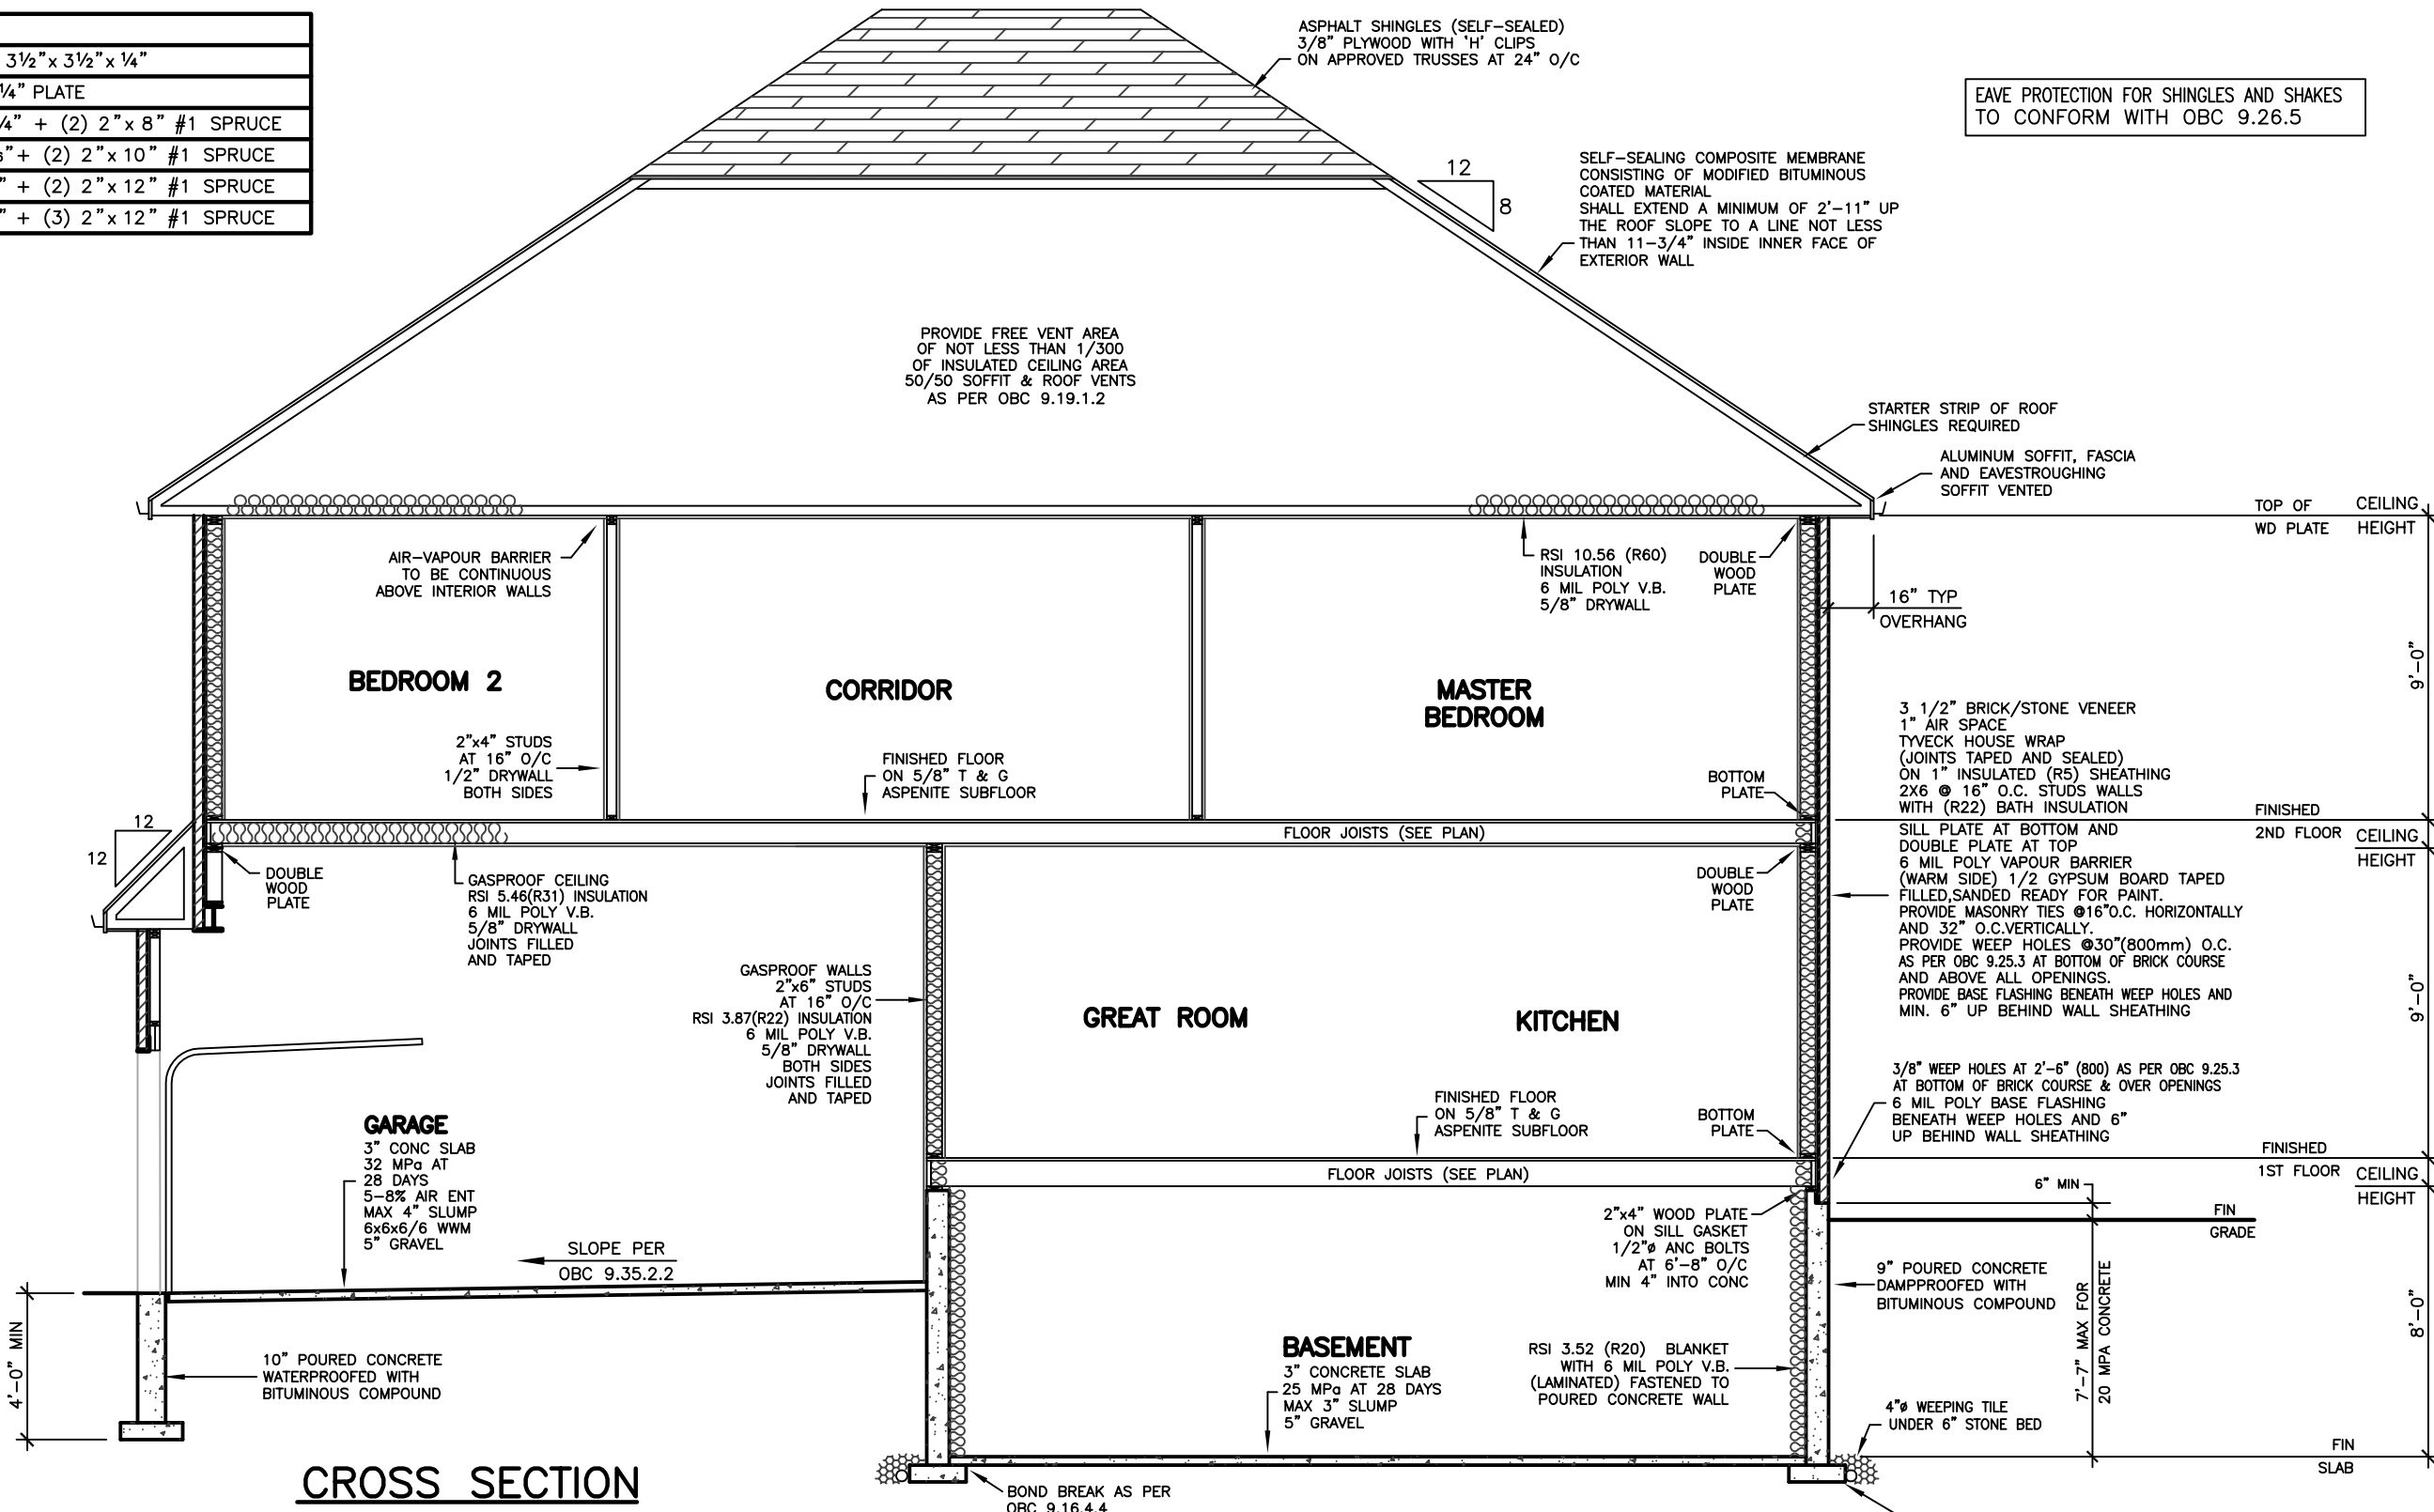 3½"x 3½"x ¼"
¼" PLATE
¼" + (2) 2"x 8" #1 SPRUCE
"+ (2) 2"x 10" #1 SPRUCE
" + (2) 2"x 12" #1 SPRUCE
" + (3) 2"x 12" #1 SPRUCE
ASPHALT SHINGLES (SELF-SEALED)
3/8" PLYWOOD WITH 'H' CLIPS
ON APPROVED TRUSSES AT 24" O/C
EAVE PROTECTION FOR SHINGLES AND SHAKES
TO CONFORM WITH OBC 9.26.5
12
8
SELF-SEALING COMPOSITE MEMBRANE
CONSISTING OF MODIFIED BITUMINOUS
COATED MATERIAL
SHALL EXTEND A MINIMUM OF 2'-11" UP
THE ROOF SLOPE TO A LINE NOT LESS
THAN 11-3/4" INSIDE INNER FACE OF
EXTERIOR WALL
PROVIDE FREE VENT AREA
OF NOT LESS THAN 1/300
OF INSULATED CEILING AREA
50/50 SOFFIT & ROOF VENTS
AS PER OBC 9.19.1.2
STARTER STRIP OF ROOF
SHINGLES REQUIRED
ALUMINUM SOFFIT, FASCIA
AND EAVESTROUGHING
SOFFIT VENTED
TOP OF
WD PLATE
CEILING
HEIGHT
AIR-VAPOUR BARRIER
TO BE CONTINUOUS
ABOVE INTERIOR WALLS
RSI 10.56 (R60)
INSULATION
6 MIL POLY V.B.
5/8" DRYWALL
DOUBLE
WOOD
PLATE
16" TYP
OVERHANG
9'-0"
BEDROOM 2
CORRIDOR
MASTER
BEDROOM
2"x4" STUDS
AT 16" O/C
1/2" DRYWALL
BOTH SIDES
FINISHED FLOOR
ON 5/8" T & G
ASPENITE SUBFLOOR
BOTTOM
PLATE
3 1/2" BRICK/STONE VENEER
1" AIR SPACE
TYVECK HOUSE WRAP
(JOINTS TAPED AND SEALED)
ON 1" INSULATED (R5) SHEATHING
2X6 @ 16" O.C. STUDS WALLS
WITH (R22) BATH INSULATION
SILL PLATE AT BOTTOM AND
DOUBLE PLATE AT TOP
6 MIL POLY VAPOUR BARRIER
(WARM SIDE) 1/2 GYPSUM BOARD TAPED
FILLED,SANDED READY FOR PAINT.
PROVIDE MASONRY TIES @16"O.C. HORIZONTALLY
AND 32" O.C.VERTICALLY.
PROVIDE WEEP HOLES @30"(800mm) O.C.
AS PER OBC 9.25.3 AT BOTTOM OF BRICK COURSE
AND ABOVE ALL OPENINGS.
PROVIDE BASE FLASHING BENEATH WEEP HOLES AND
MIN. 6" UP BEHIND WALL SHEATHING
FINISHED
2ND FLOOR
CEILING
HEIGHT
FLOOR JOISTS (SEE PLAN)
12
12
DOUBLE
WOOD
PLATE
GASPROOF CEILING
RSI 5.46(R31) INSULATION
6 MIL POLY V.B.
5/8" DRYWALL
JOINTS FILLED
AND TAPED
DOUBLE
WOOD
PLATE
GASPROOF WALLS
2"x6" STUDS
AT 16" O/C
RSI 3.87(R22) INSULATION
6 MIL POLY V.B.
5/8" DRYWALL
BOTH SIDES
JOINTS FILLED
AND TAPED
GREAT ROOM
KITCHEN
9'-0"
FINISHED FLOOR
ON 5/8" T & G
ASPENITE SUBFLOOR
BOTTOM
PLATE
3/8" WEEP HOLES AT 2'-6" (800) AS PER OBC 9.25.3
AT BOTTOM OF BRICK COURSE & OVER OPENINGS
6 MIL POLY BASE FLASHING
BENEATH WEEP HOLES AND 6"
UP BEHIND WALL SHEATHING
FINISHED
1ST FLOOR
CEILING
HEIGHT
GARAGE
3" CONC SLAB
32 MPa AT
28 DAYS
5-8% AIR ENT
MAX 4" SLUMP
6x6x6/6 WWM
5" GRAVEL
FLOOR JOISTS (SEE PLAN)
6" MIN
FIN
GRADE
SLOPE PER
OBC 9.35.2.2
2"x4" WOOD PLATE
ON SILL GASKET
1/2"ø ANC BOLTS
AT 6'-8" O/C
MIN 4" INTO CONC
9" POURED CONCRETE
DAMPPROOFED WITH
BITUMINOUS COMPOUND
7'-7" MAX FOR
20 MPA CONCRETE
8'-0"
4'-0" MIN
10" POURED CONCRETE
WATERPROOFED WITH
BITUMINOUS COMPOUND
BASEMENT
3" CONCRETE SLAB
25 MPa AT 28 DAYS
MAX 3" SLUMP
5" GRAVEL
RSI 3.52 (R20) BLANKET
WITH 6 MIL POLY V.B.
(LAMINATED) FASTENED TO
POURED CONCRETE WALL
4"ø WEEPING TILE
UNDER 6" STONE BED
FIN
SLAB
CROSS SECTION
BOND BREAK AS PER
OBC 9.16.4.4